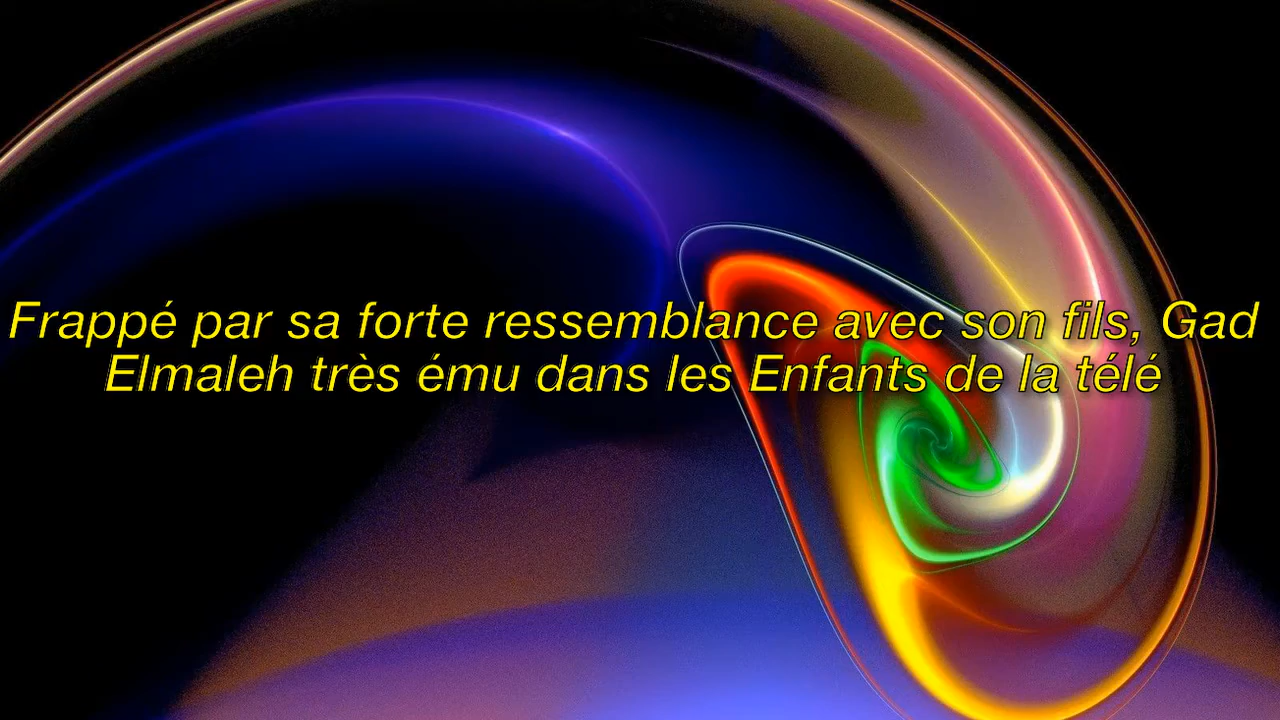 Frappé par sa forte ressemblance avec son fils, Gad
Elmaleh très ému dans les Enfants de la télé